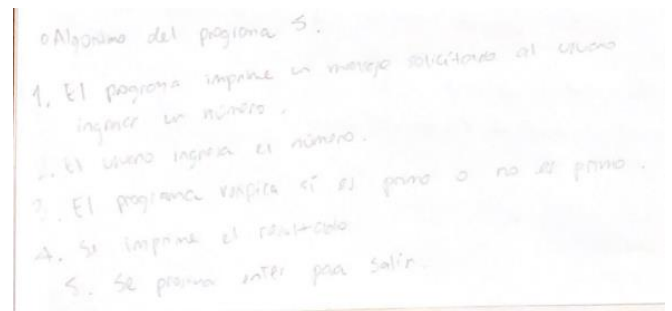 Algoritmo del programa 5.
1. El programa imprime un mensaje solicitando al usuario
ingresar un número.
2. El usuario ingresa el número.
3. El programa verifica si es primo o no es primo.
4. Se imprime el resultado
5. Se presiona enter para salir.